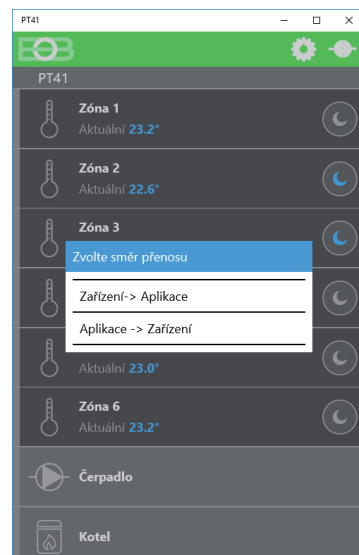 PT41
EOB
PT41
Zóna 1
Aktuální 23.2°
Zóna 2
Aktuální 22.6°
Zóna 3
Zvolte směr přenosu
Zařízení-> Aplikace
Aplikace -> Zařízení
Aktuální 23.0°
Zóna 6
Aktuální 23.2°
Čerpadlo
Kotel